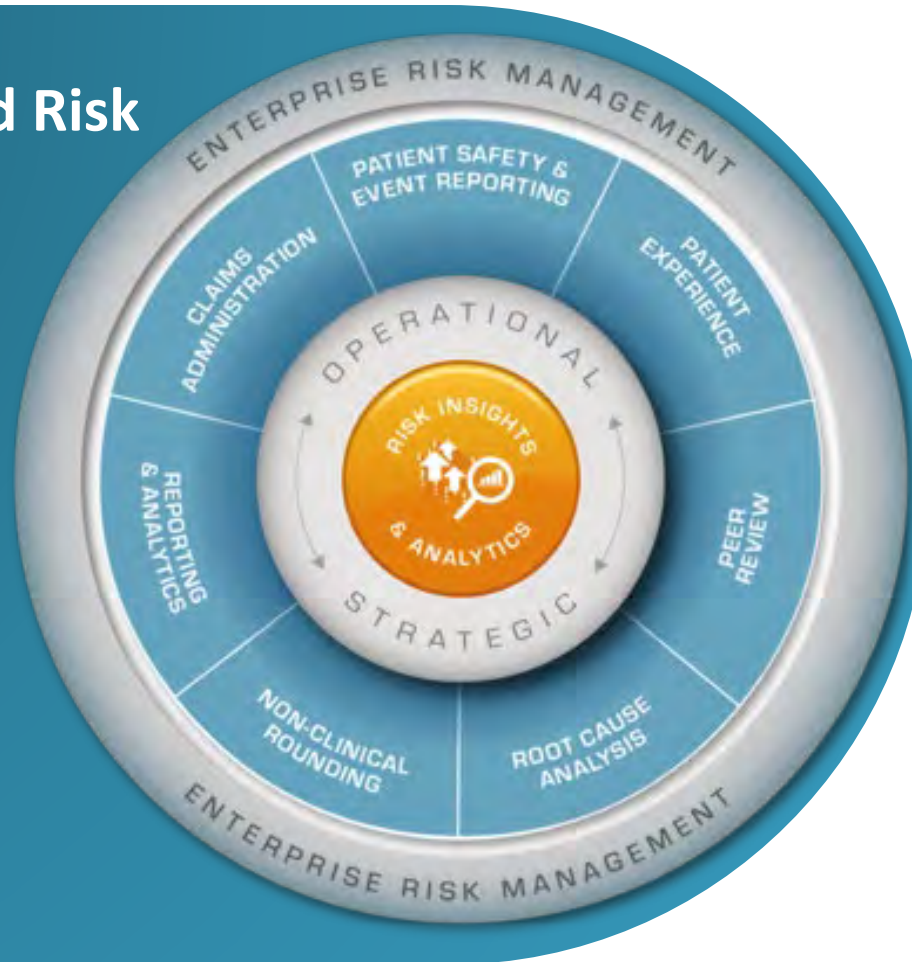 d Risk
ENTERPRISE RISK MANAGEMENT
PATIENT SAFETY &
EVENT REPORTING
PATIENT
EXPERIENCE
PEER
REVIEW
ROOT CAUSE
ANALYSIS
NON-CLINICAL
ROUNDING
REPORTING
& ANALYTICS
CLAIMS
ADMINISTRATION
OPERATIONAL
STRATEGIC
RISK INSIGHTS
& ANALYTICS
ENTERPRISE RISK MANAGEMENT